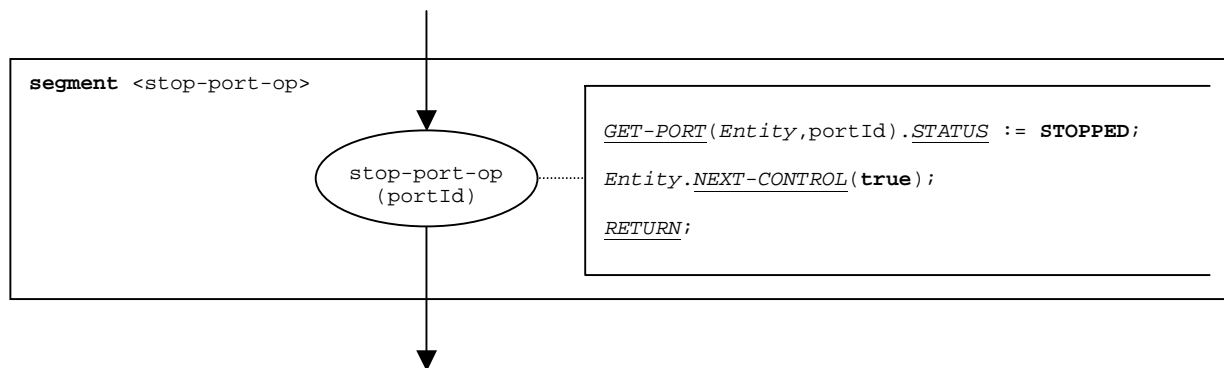 segment <stop-port-op>
stop-port-op
(portId)
GET-PORT(Entity,portId).STATUS := STOPPED;
Entity.NEXT-CONTROL(true);
RETURN;